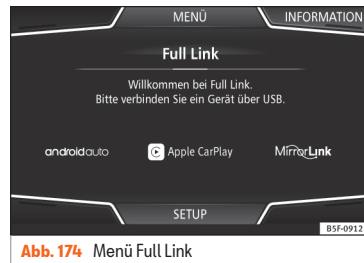 MENÜ
INFORMATION
Full Link
Willkommen bei Full Link.
Bitte verbinden Sie ein Gerät über USB.
androidauto
Apple CarPlay
MirrorLink
SETUP
B5F-0912
Abb. 174 Menü Full Link